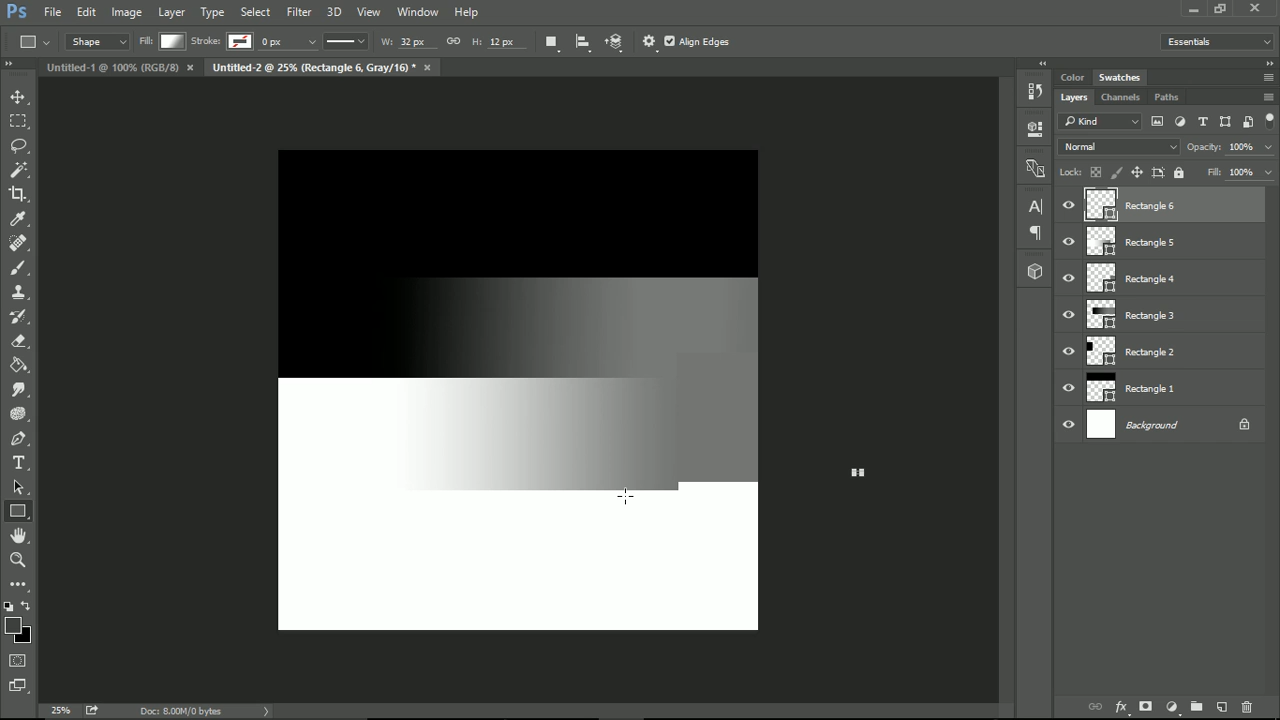 Ps File Edit Image Layer Type Select Filter 3D View Window Help
Shape Fill: Stroke: 0 px W: 32 px H: 12 px Align Edges Essentials
Untitled-1 @ 100% (RGB/8) × Untitled-2 @ 25% (Rectangle 6, Gray/16) * ×
Color Swatches
Layers Channels Paths
Kind
Normal Opacity: 100%
Lock: Fill: 100%
Rectangle 6
Rectangle 5
Rectangle 4
Rectangle 3
Rectangle 2
Rectangle 1
Background
25% Doc: 8.00M/0 bytes